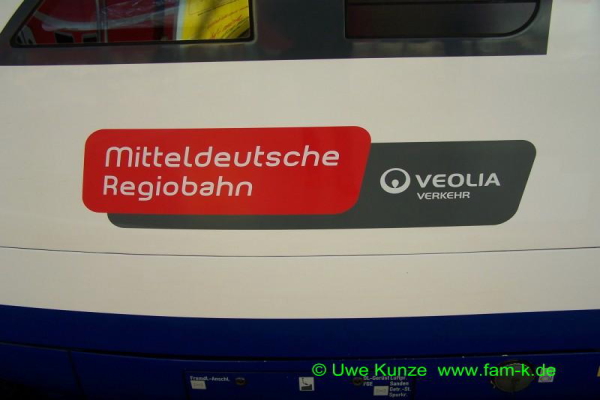 Mitteldeutsche
Regiobahn
VEOLIA
VERKEHR
© Uwe Kunze www.fam-k.de